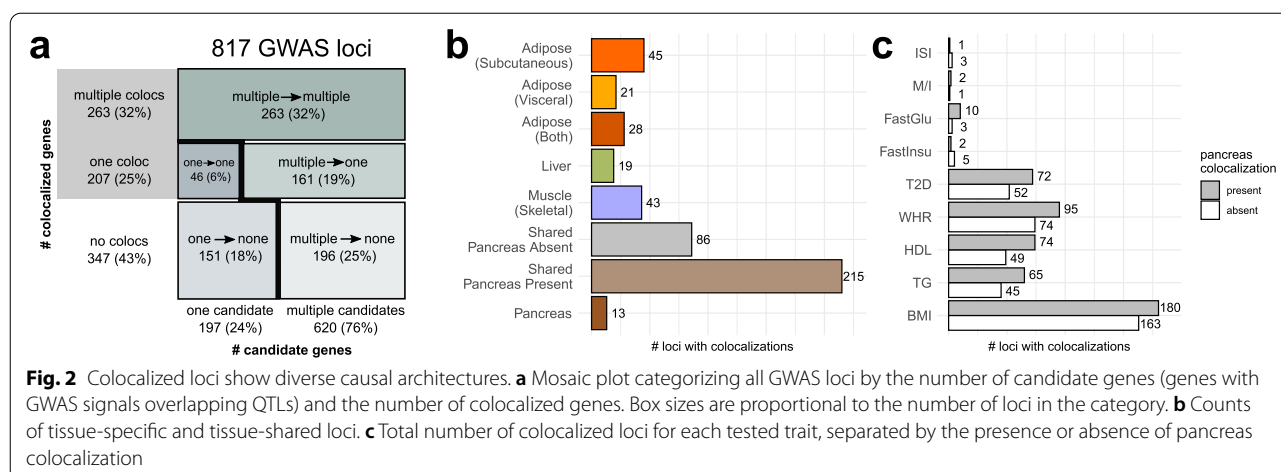 a
817 GWAS loci
# colocalized genes
multiple colocs
263 (32%)
one coloc
207 (25%)
no colocs
347 (43%)
multiple→multiple
263 (32%)
one→one
46 (6%)
multiple→one
161 (19%)
one→none
151 (18%)
multiple→none
196 (25%)
one candidate
197 (24%)
multiple candidates
620 (76%)
# candidate genes
b
Adipose
(Subcutaneous)
45
Adipose
(Visceral)
21
Adipose
(Both)
28
Liver
19
Muscle
(Skeletal)
43
Shared
Pancreas Absent
86
Shared
Pancreas Present
215
Pancreas
13
# loci with colocalizations
c
ISI
1
3
M/I
2
1
FastGlu
10
3
FastInsu
2
5
T2D
72
52
WHR
95
74
HDL
74
49
TG
65
45
BMI
180
163
# loci with colocalizations
pancreas
colocalization
present
absent
Fig. 2 Colocalized loci show diverse causal architectures. a Mosaic plot categorizing all GWAS loci by the number of candidate genes (genes with
GWAS signals overlapping QTLs) and the number of colocalized genes. Box sizes are proportional to the number of loci in the category. b Counts
of tissue-specific and tissue-shared loci. c Total number of colocalized loci for each tested trait, separated by the presence or absence of pancreas
colocalization